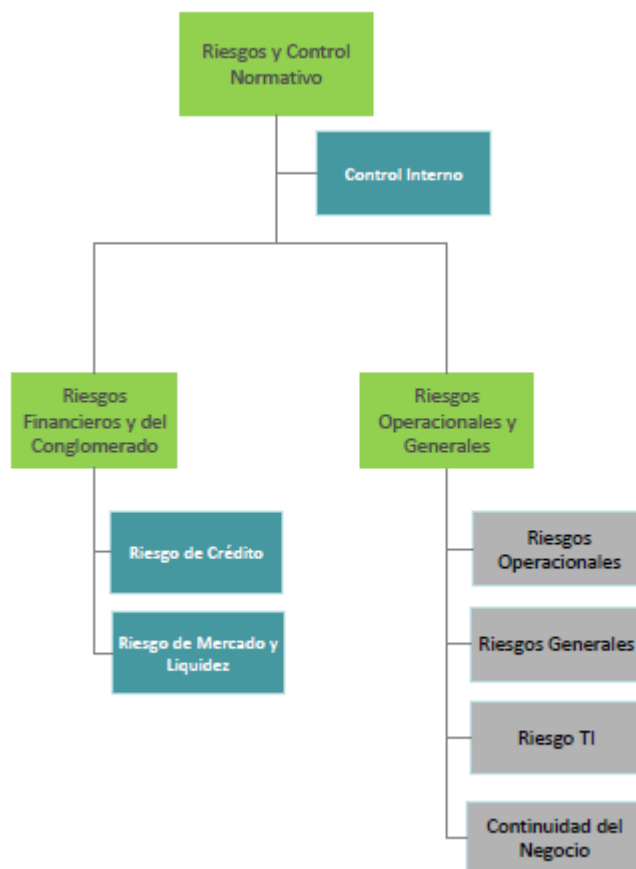 Riesgos y Control
Normativo
Control Interno
Riesgos
Financieros y del
Conglomerado
Riesgos
Operacionales y
Generales
Riesgo de Crédito
Riesgo de Mercado y
Liquidez
Riesgos
Operacionales
Riesgos Generales
Riesgo TI
Continuidad del
Negocio